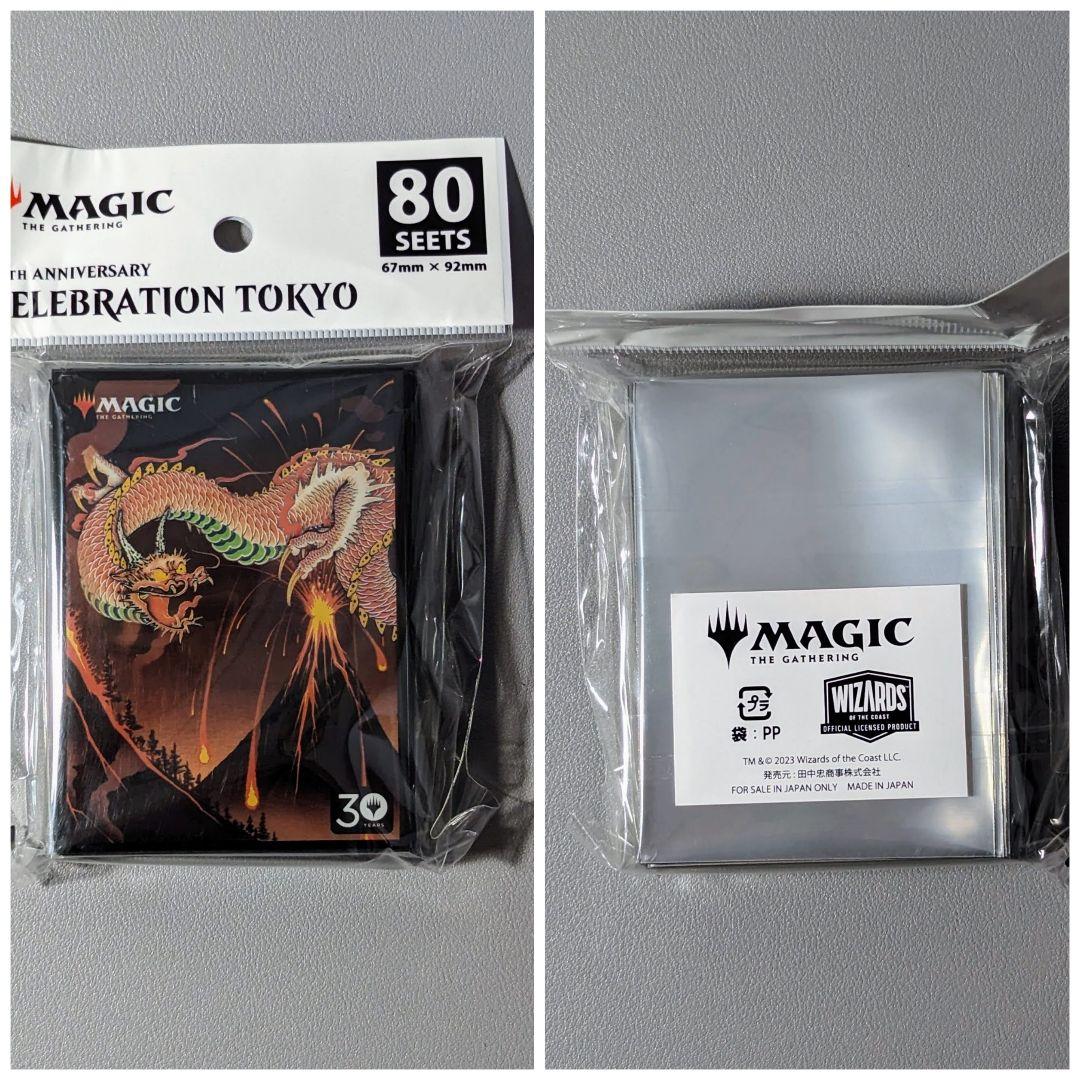 MAGIC
THE GATHERING
80
SEETS
67mm × 92mm
TH ANNIVERSARY
ELEBRATION TOKYO
MAGIC
THE GATHERING
30
YEARS
MAGIC
THE GATHERING
プラ
袋：PP
WIZARDS
OF THE COAST
OFFICIAL LICENSED PRODUCT
TM & © 2023 Wizards of the Coast LLC.
発売元：田中忠商事株式会社
FOR SALE IN JAPAN ONLY MADE IN JAPAN